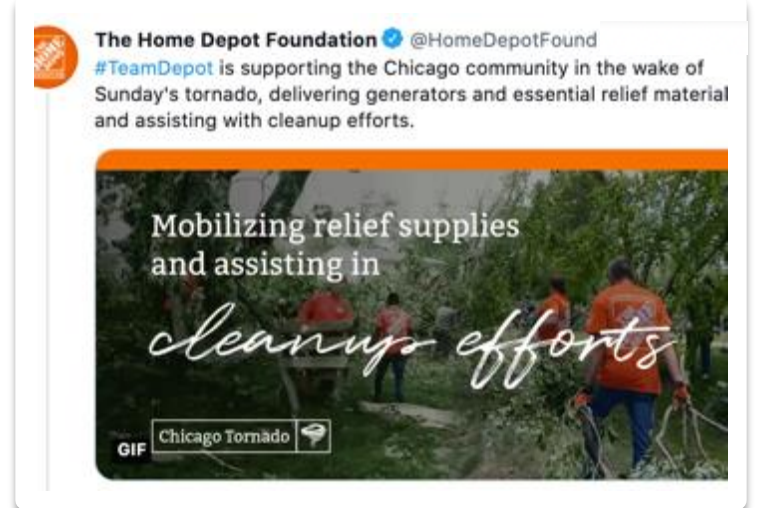 The Home Depot Foundation @HomeDepotFound
#TeamDepot is supporting the Chicago community in the wake of
Sunday's tornado, delivering generators and essential relief material
and assisting with cleanup efforts.
Mobilizing relief supplies
and assisting in
cleanup efforts
Chicago Tornado
GIF